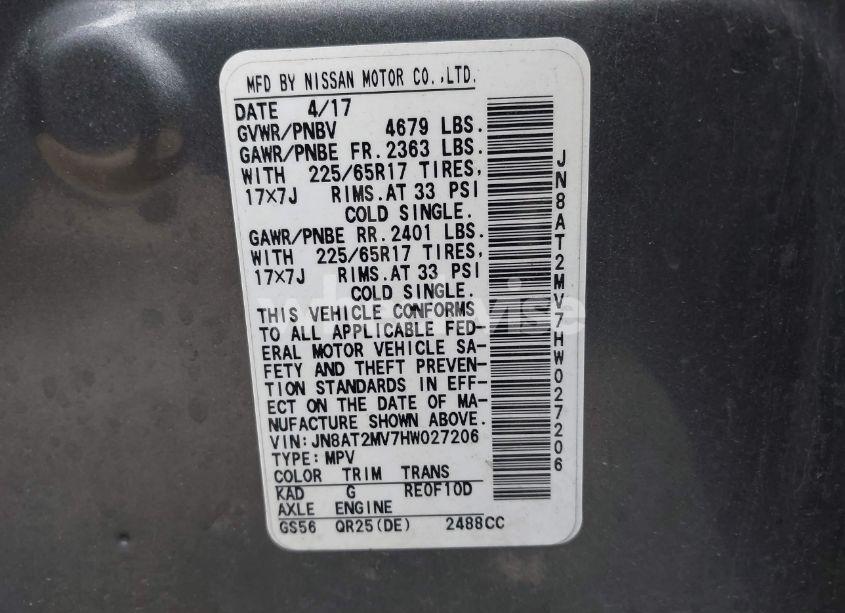 MFD BY NISSAN MOTOR CO.,LTD.
DATE 4/17
GVWR/PNBV 4679 LBS.
GAWR/PNBE FR. 2363 LBS.
WITH 225/65R17 TIRES,
17×7J RIMS. AT 33 PSI
COLD SINGLE.
GAWR/PNBE RR. 2401 LBS.
WITH 225/65R17 TIRES,
17×7J RIMS. AT 33 PSI
COLD SINGLE.
THIS VEHICLE CONFORMS
TO ALL APPLICABLE FED-
ERAL MOTOR VEHICLE SA-
FETY AND THEFT PREVEN-
TION STANDARDS IN EFF-
ECT ON THE DATE OF MA-
NUFACTURE SHOWN ABOVE.
VIN:JN8AT2MV7HW027206
TYPE:MPV
COLOR TRIM TRANS
KAD G RE0F10D
AXLE ENGINE
GS56 QR25(DE) 2488CC
JN8AT2MV7HW027206